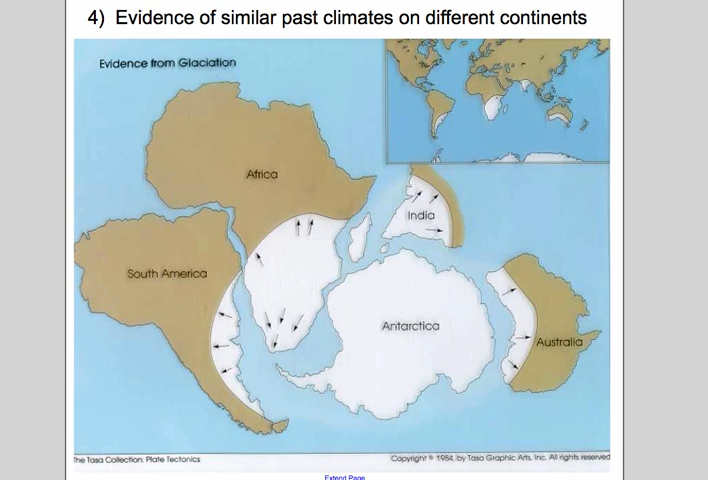 4) Evidence of similar past climates on different continents
Evidence from Glaciation
Africa
India
South America
Antarctica
Australia
The Tasa Collection: Plate Tectonics
Copyright © 1984, by Tasa Graphic Arts, Inc. All rights reserved
Extend Page